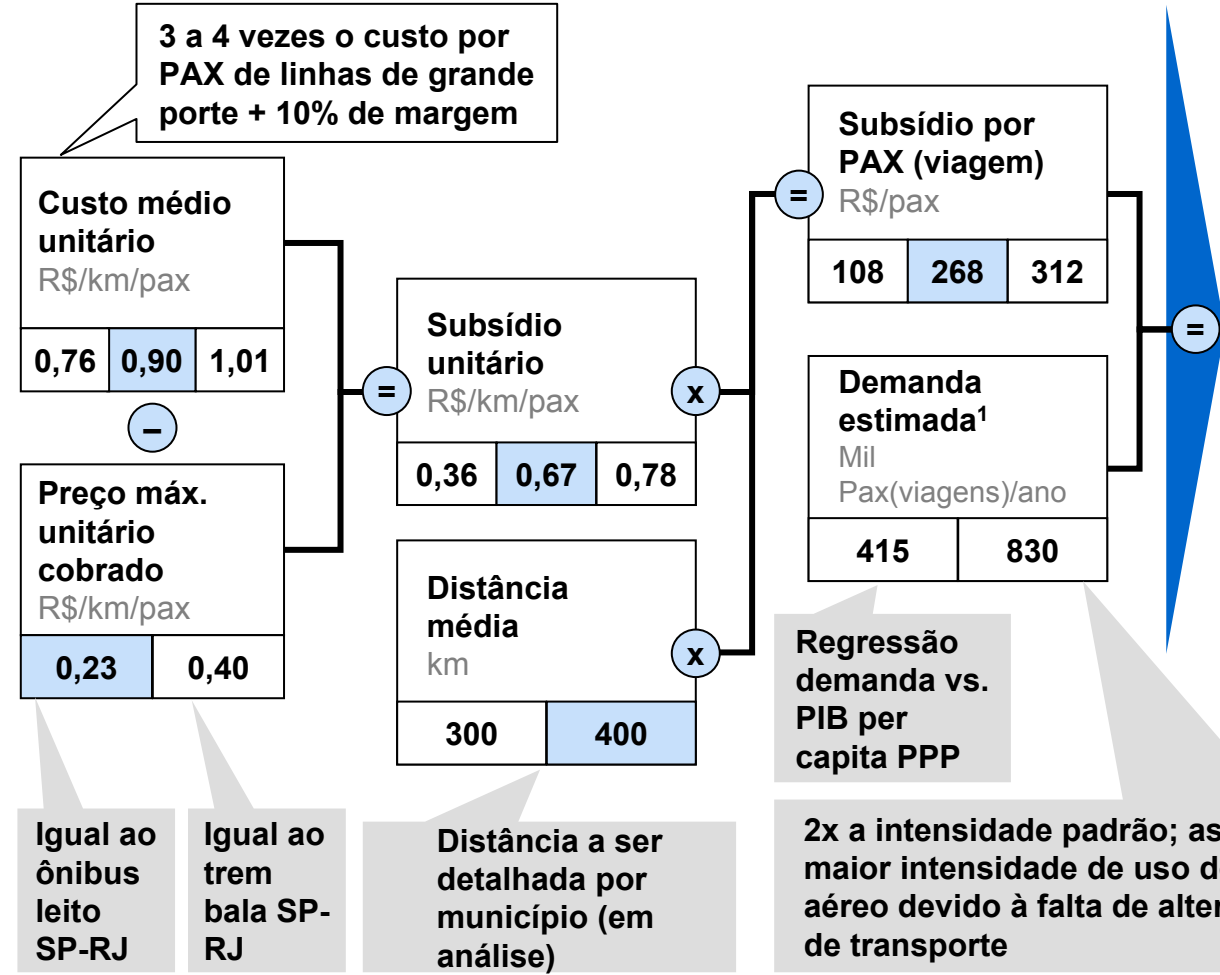 3 a 4 vezes o custo por
PAX de linhas de grande
porte + 10% de margem
Custo médio
unitário
R$/km/pax
0,76 0,90 1,01
–
Preço máx.
unitário
cobrado
R$/km/pax
0,23 0,40
Igual ao
ônibus
leito
SP-RJ
Igual ao
trem
bala SP-
RJ
=
Subsídio
unitário
R$/km/pax
x
0,36 0,67 0,78
Distância
média
km
x
300 400
Distância a ser
detalhada por
município (em
análise)
=
Subsídio por
PAX (viagem)
R$/pax
108 268 312
Demanda
estimada¹
Mil
Pax(viagens)/ano
415 830
=
Regressão
demanda vs.
PIB per
capita PPP
2x a intensidade padrão;
maior intensidade de uso
aéreo devido à falta de
de transporte